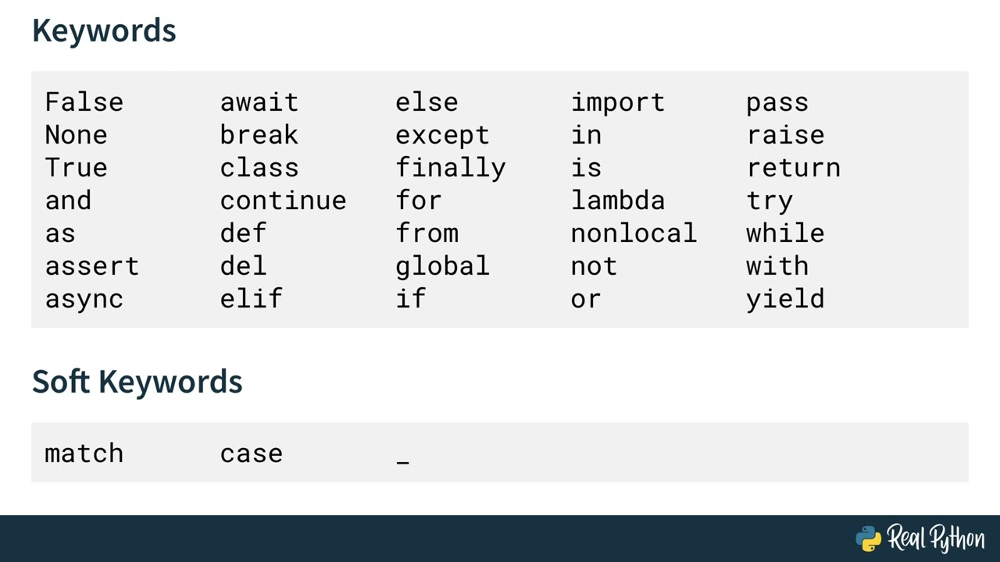 Keywords
False await else import pass
None break except in raise
True class finally is return
and continue for lambda try
as def from nonlocal while
assert del global not with
async elif if or yield
Soft Keywords
match case _
Real Python